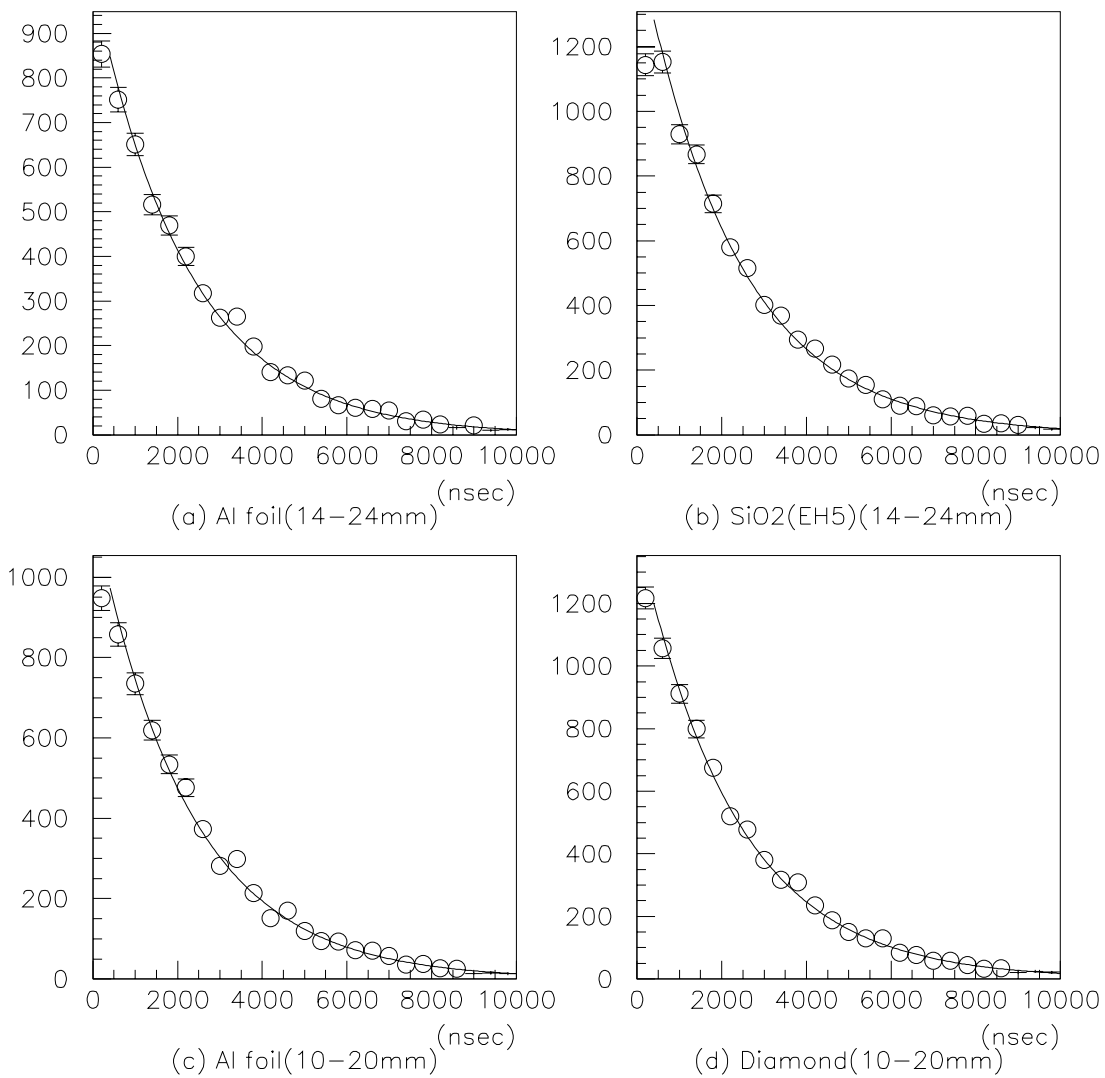 900
800
700
600
500
400
300
200
100
0
0 2000 4000 6000 8000 10000
(nsec)
(a) Al foil(14-24mm)
1200
1000
800
600
400
200
0
0 2000 4000 6000 8000 10000
(nsec)
(b) SiO2(EH5)(14-24mm)
1000
800
600
400
200
0
0 2000 4000 6000 8000 10000
(nsec)
(c) Al foil(10-20mm)
1200
1000
800
600
400
200
0
0 2000 4000 6000 8000 10000
(nsec)
(d) Diamond(10-20mm)